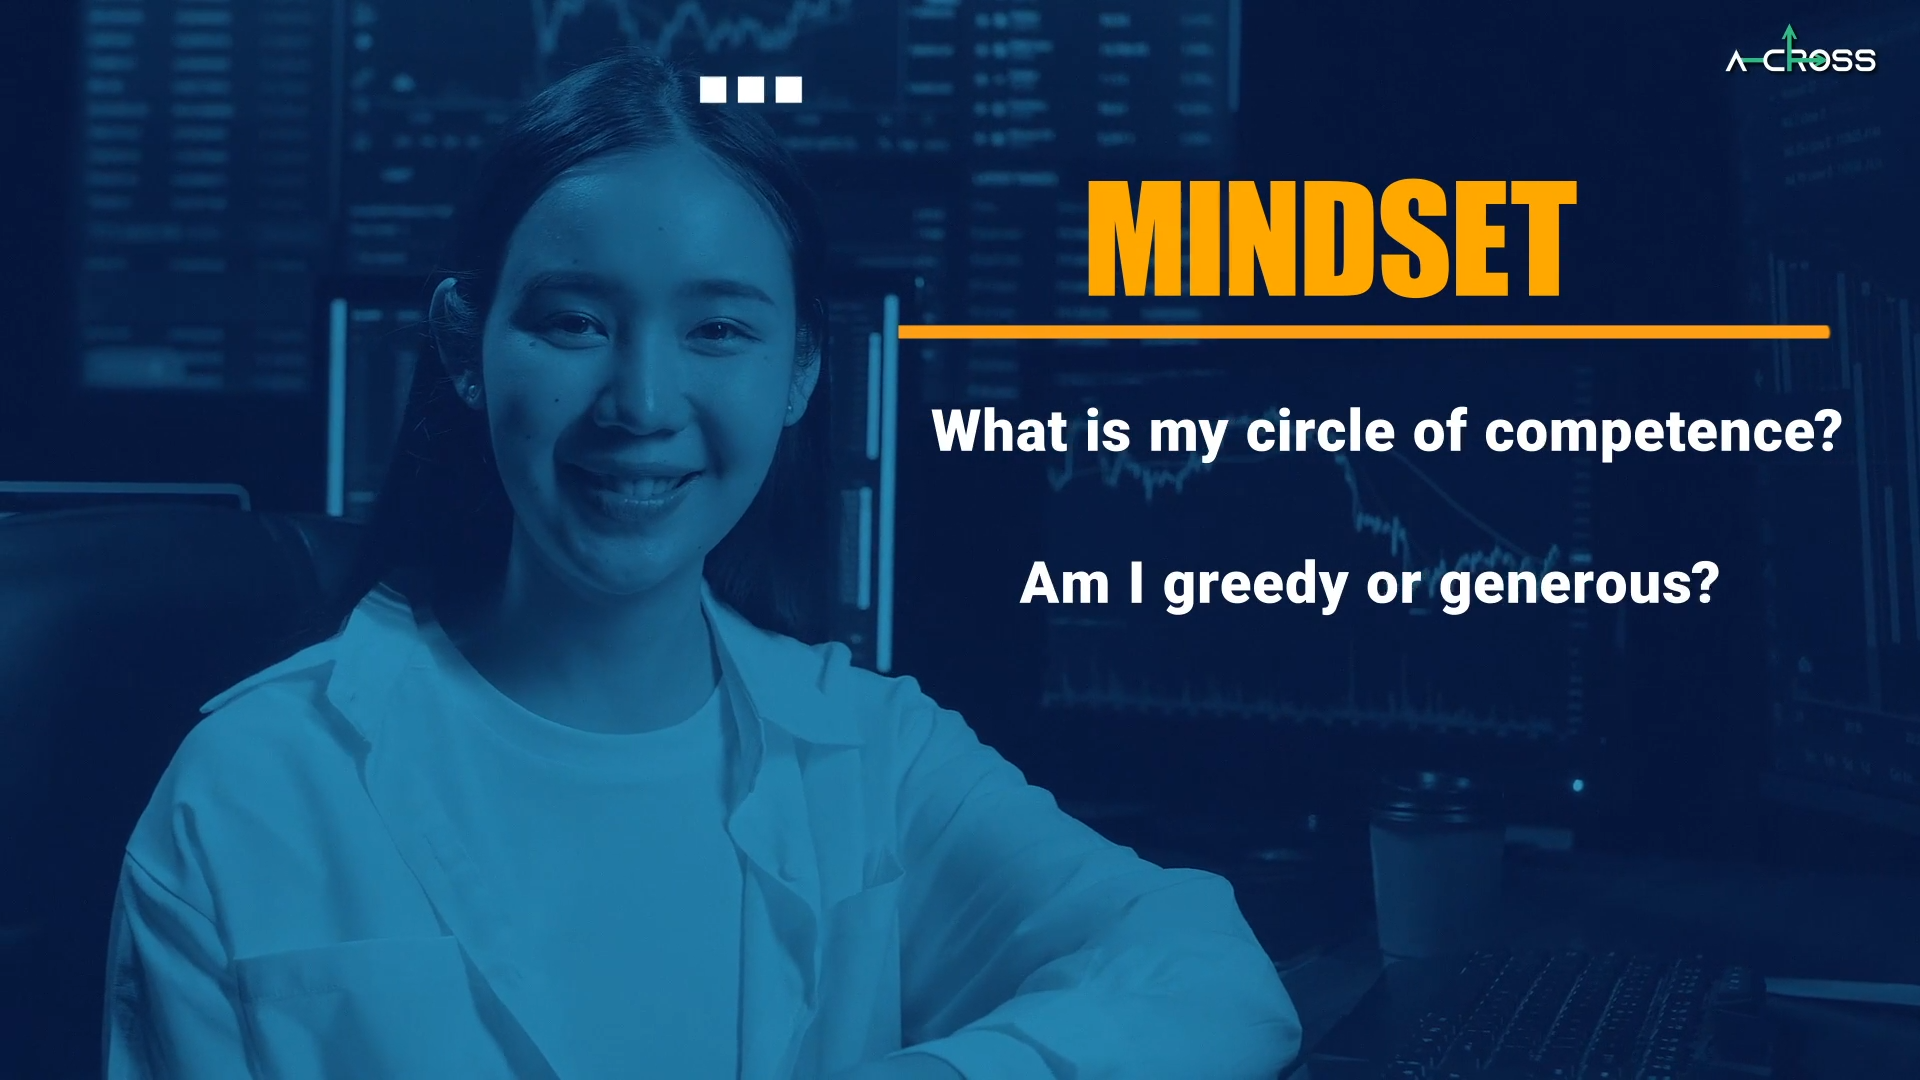 A-CROSS
MINDSET
What is my circle of competence?
Am I greedy or generous?